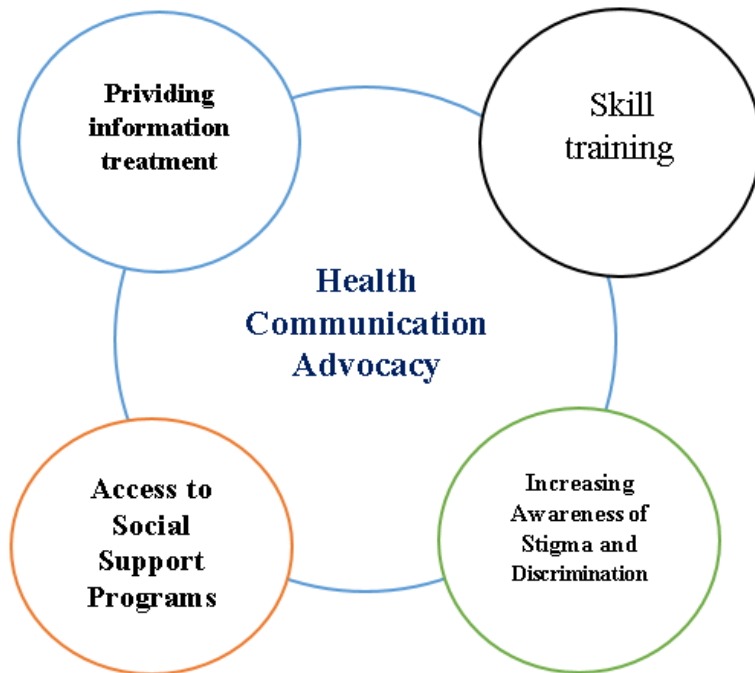 Prividing
information
treatment
Skill
training
Health
Communication
Advocacy
Access to
Social
Support
Programs
Increasing
Awareness of
Stigma and
Discrimination